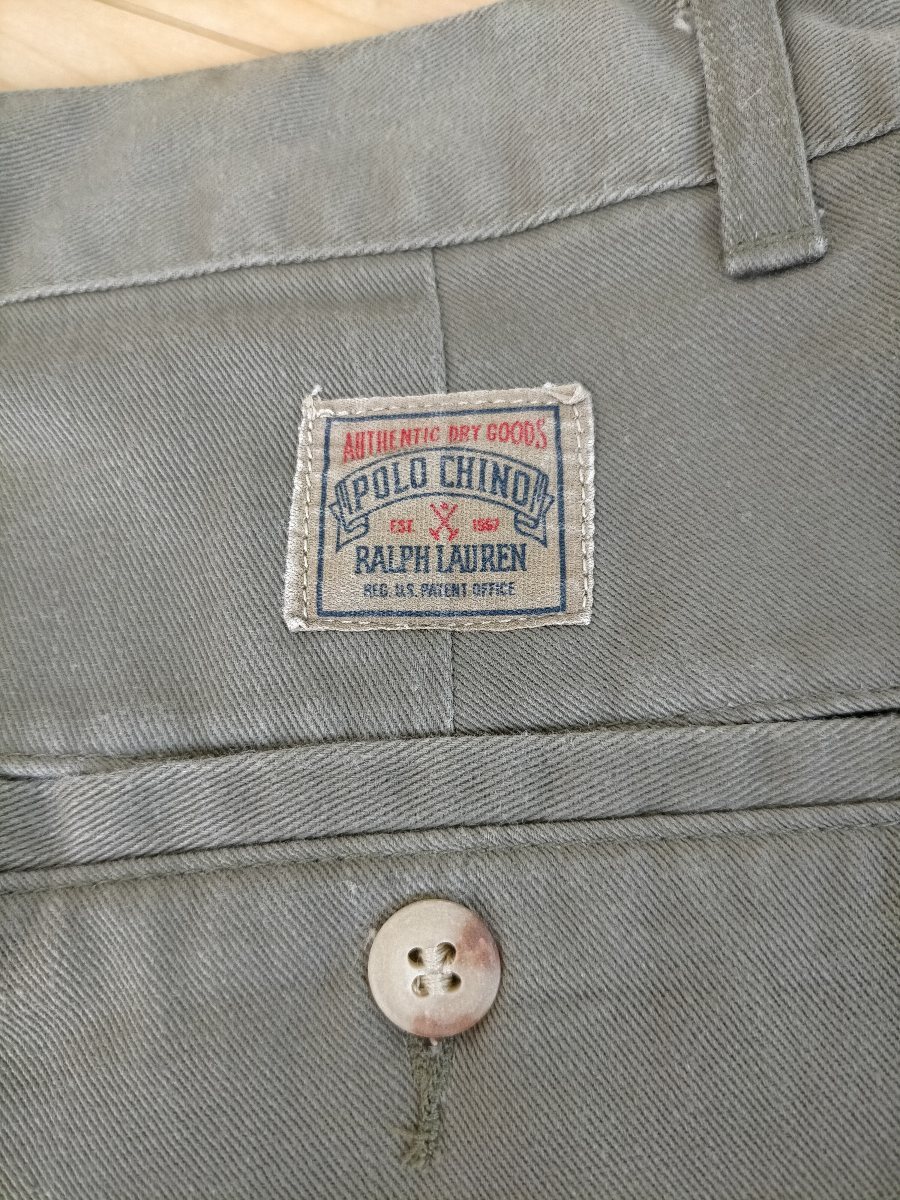 AUTHENTIC DRY GOODS
POLO CHINO
EST. 1967
RALPH LAUREN
REG. U.S. PATENT OFFICE